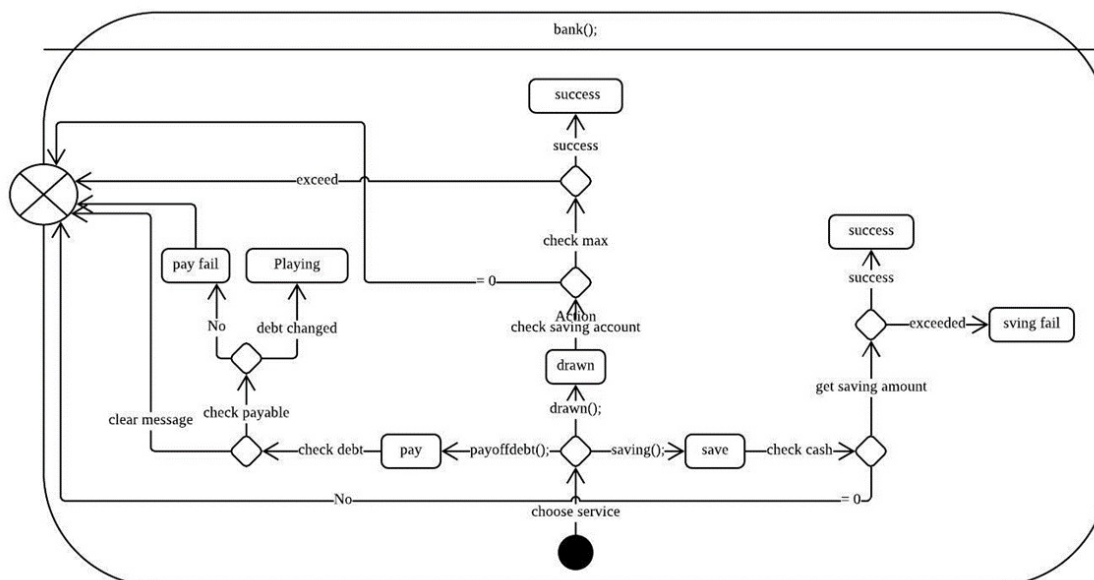 bank();
success
success
exceed
check max
success
pay fail
Playing
= 0
success
Action
No
debt changed
check saving account
exceeded
sving fail
drawn
get saving amount
drawn();
clear message
check payable
check debt
pay
payoffdebt();
saving();
save
check cash
No
= 0
choose service